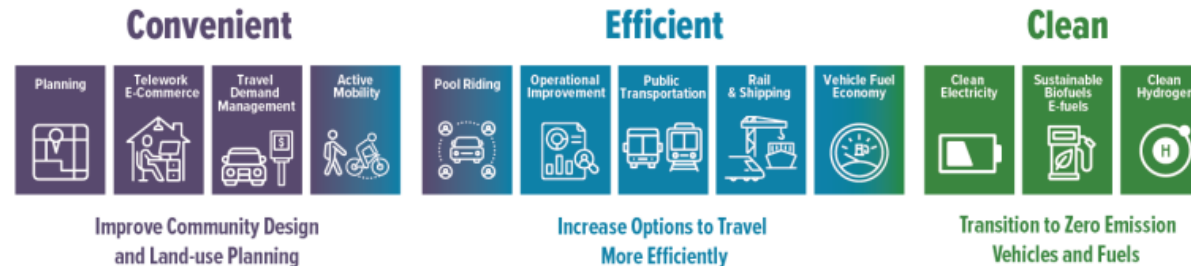 Convenient
Planning
Telework
E-Commerce
Travel
Demand
Management
$
Active
Mobility
Improve Community Design
and Land-use Planning
Efficient
Pool Riding
Operational
Improvement
Public
Transportation
Rail
& Shipping
Vehicle Fuel
Economy
Increase Options to Travel
More Efficiently
Clean
Clean
Electricity
Sustainable
Biofuels
E-fuels
Clean
Hydrogen
H
Transition to Zero Emission
Vehicles and Fuels